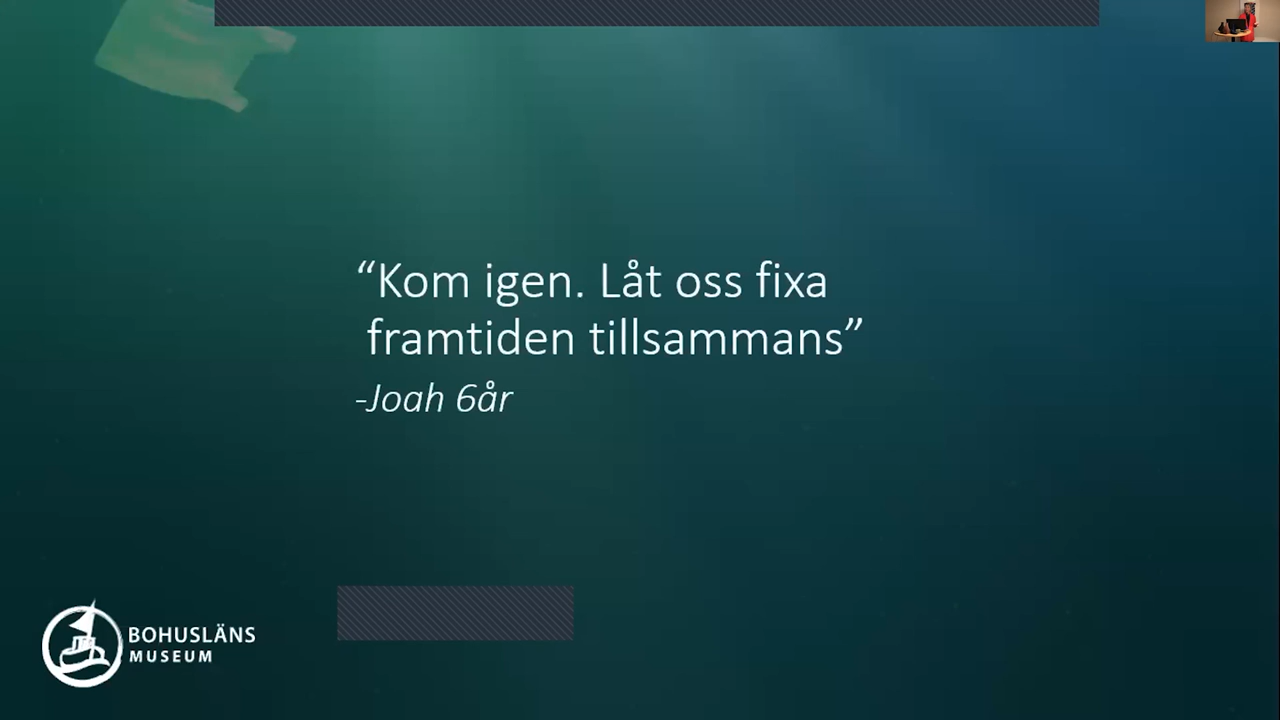 “Kom igen. Låt oss fixa
framtiden tillsammans”
-Joah 6år
BOHUSLÄNS
MUSEUM